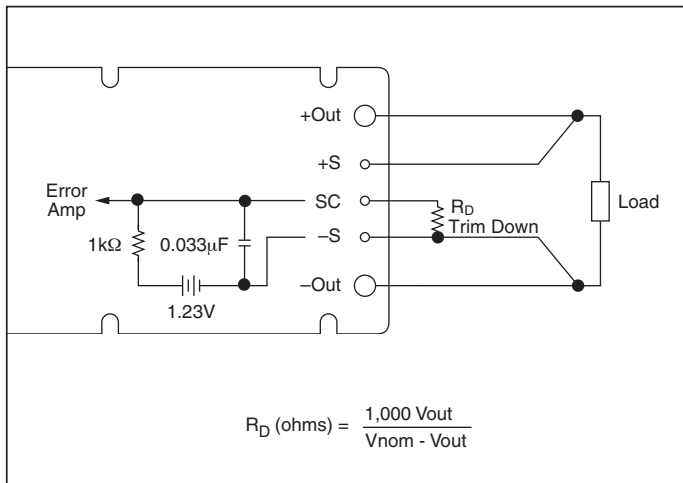 +Out
+S
Error
Amp
SC
R_D
Trim Down
Load
1kΩ
0.033μF
–S
1.23V
–Out
R_D (ohms) = 1,000 Vout
Vnom - Vout